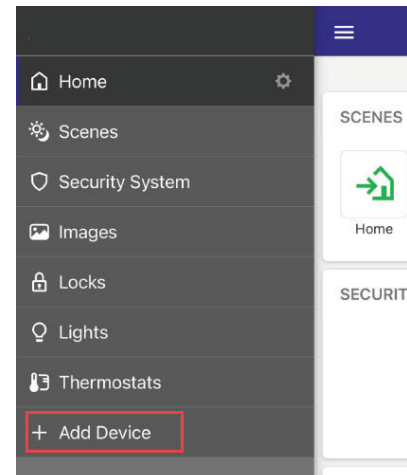 Home
Scenes
Security System
Images
Locks
Lights
Thermostats
+ Add Device
SCENES
Home
SECURIT